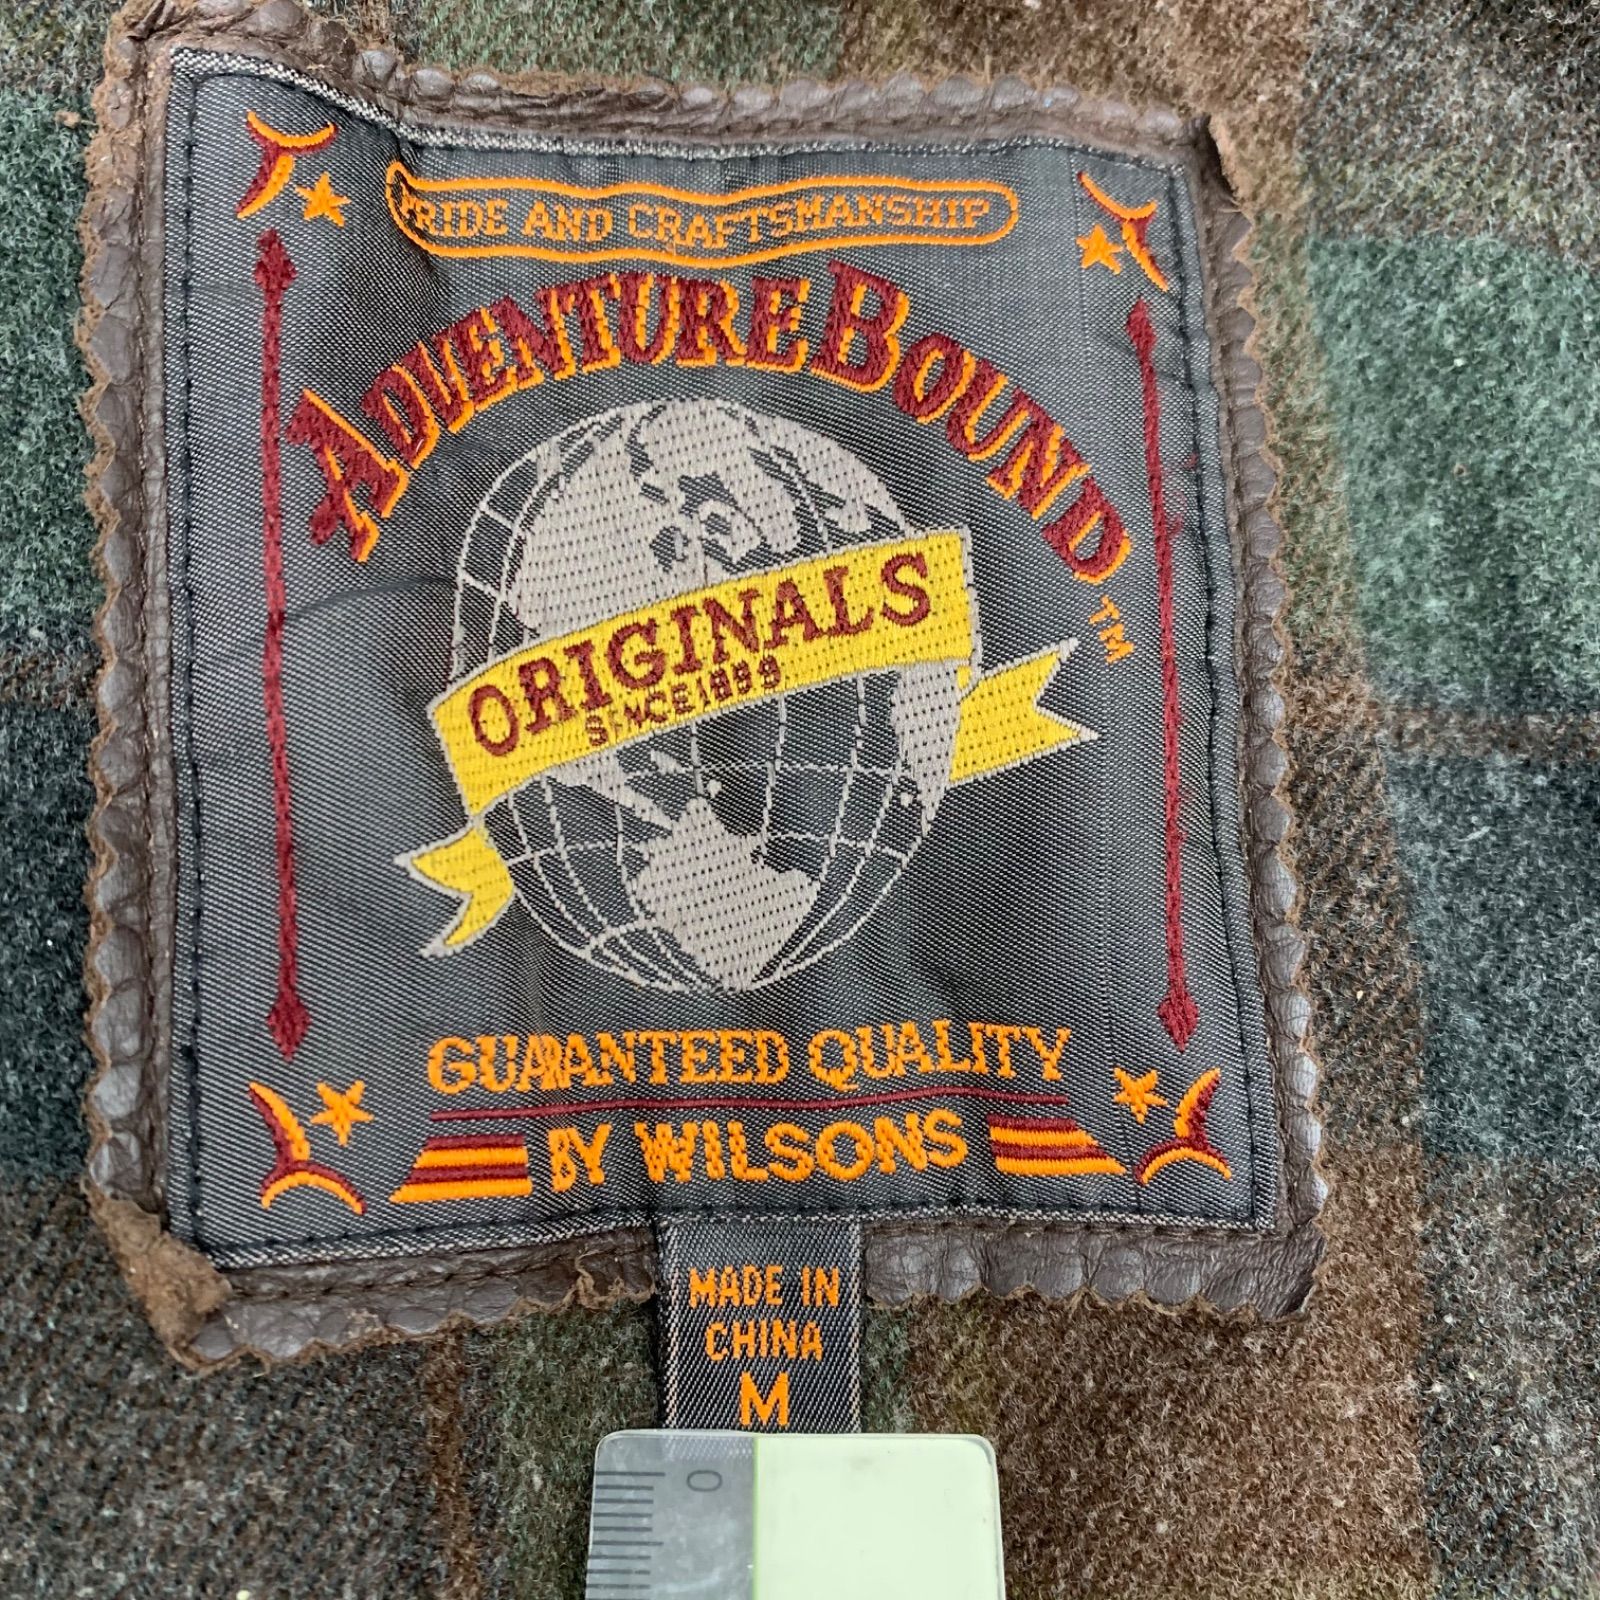 PRIDE AND CRAFTSMANSHIP
ADVENTURE BOUND TM
ORIGINALS
SINCE 1899
GUARANTEED QUALITY
BY WILSONS
MADE IN
CHINA
M
0